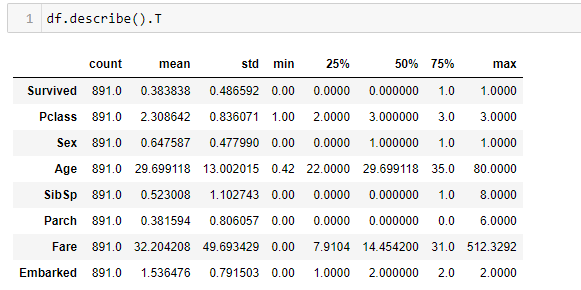 1 df.describe().T
count mean std min 25% 50% 75% max
Survived 891.0 0.383838 0.486592 0.00 0.0000 0.000000 1.0 1.0000
Pclass 891.0 2.308642 0.836071 1.00 2.0000 3.000000 3.0 3.0000
Sex 891.0 0.647587 0.477990 0.00 0.0000 1.000000 1.0 1.0000
Age 891.0 29.699118 13.002015 0.42 22.0000 29.699118 35.0 80.0000
SibSp 891.0 0.523008 1.102743 0.00 0.0000 0.000000 1.0 8.0000
Parch 891.0 0.381594 0.806057 0.00 0.0000 0.000000 0.0 6.0000
Fare 891.0 32.204208 49.693429 0.00 7.9104 14.454200 31.0 512.3292
Embarked 891.0 1.536476 0.791503 0.00 1.0000 2.000000 2.0 2.0000